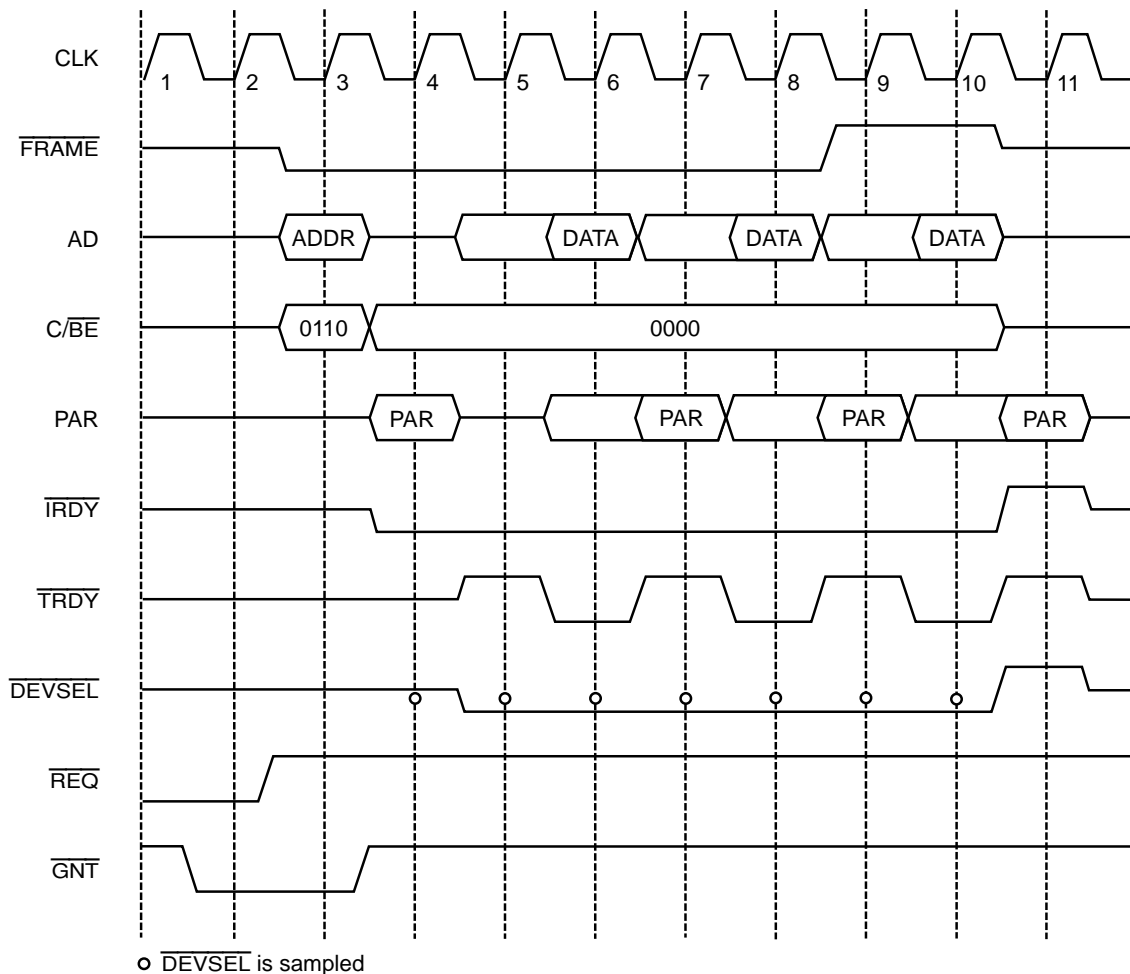 CLK
1 2 3 4 5 6 7 8 9 10 11
FRAME
AD
ADDR DATA DATA DATA
C/BE
0110 0000
PAR
PAR PAR PAR PAR
IRDY
TRDY
DEVSEL
REQ
GNT
DEVSEL is sampled